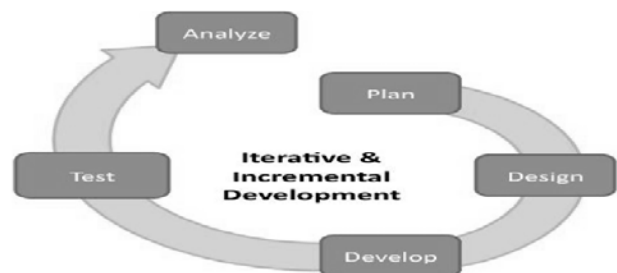 Analyze
Plan
Iterative &
Incremental
Development
Test
Design
Develop